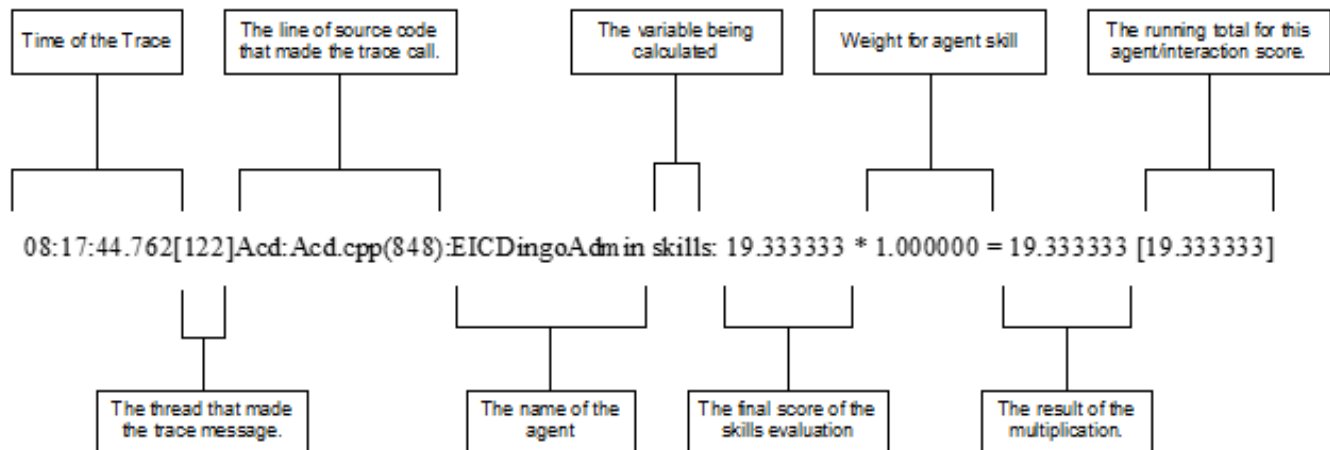 Time of the Trace
The line of source code
that made the trace call.
The variable being
calculated
Weight for agent skill
The running total for this
agent/interaction score.
08:17:44.762[122]Acd:Acd.cpp(848):EICDingoAdmin skills: 19.333333 * 1.000000 = 19.333333 [19.333333]
The thread that made
the trace message.
The name of the
agent
The final score of the
skills evaluation
The result of the
multiplication.